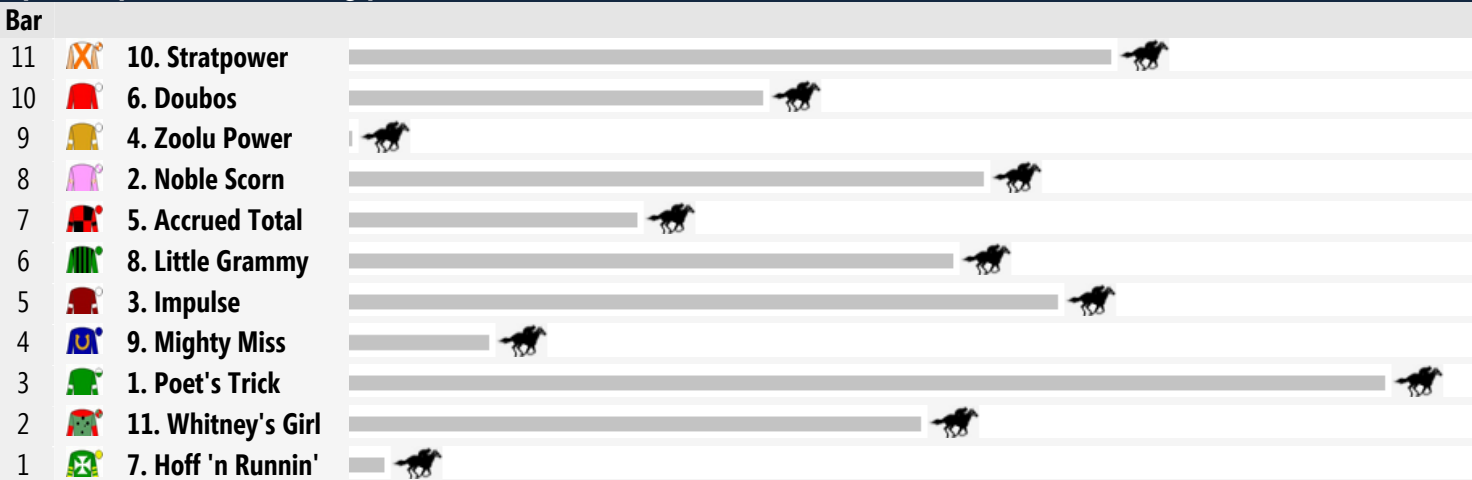 Bar
11 10. Stratpower
10 6. Doubos
9 4. Zoolu Power
8 2. Noble Scorn
7 5. Accrued Total
6 8. Little Grammy
5 3. Impulse
4 9. Mighty Miss
3 1. Poet's Trick
2 11. Whitney's Girl
1 7. Hoff 'n Runnin'